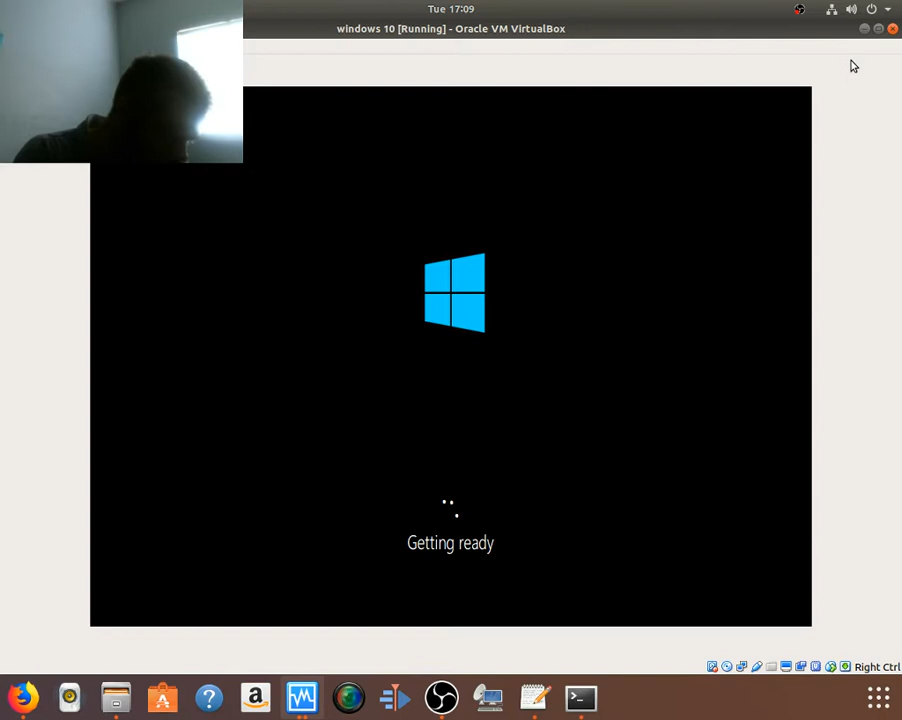 Tue 17:09
windows 10 [Running] - Oracle VM VirtualBox
Getting ready
Right Ctrl